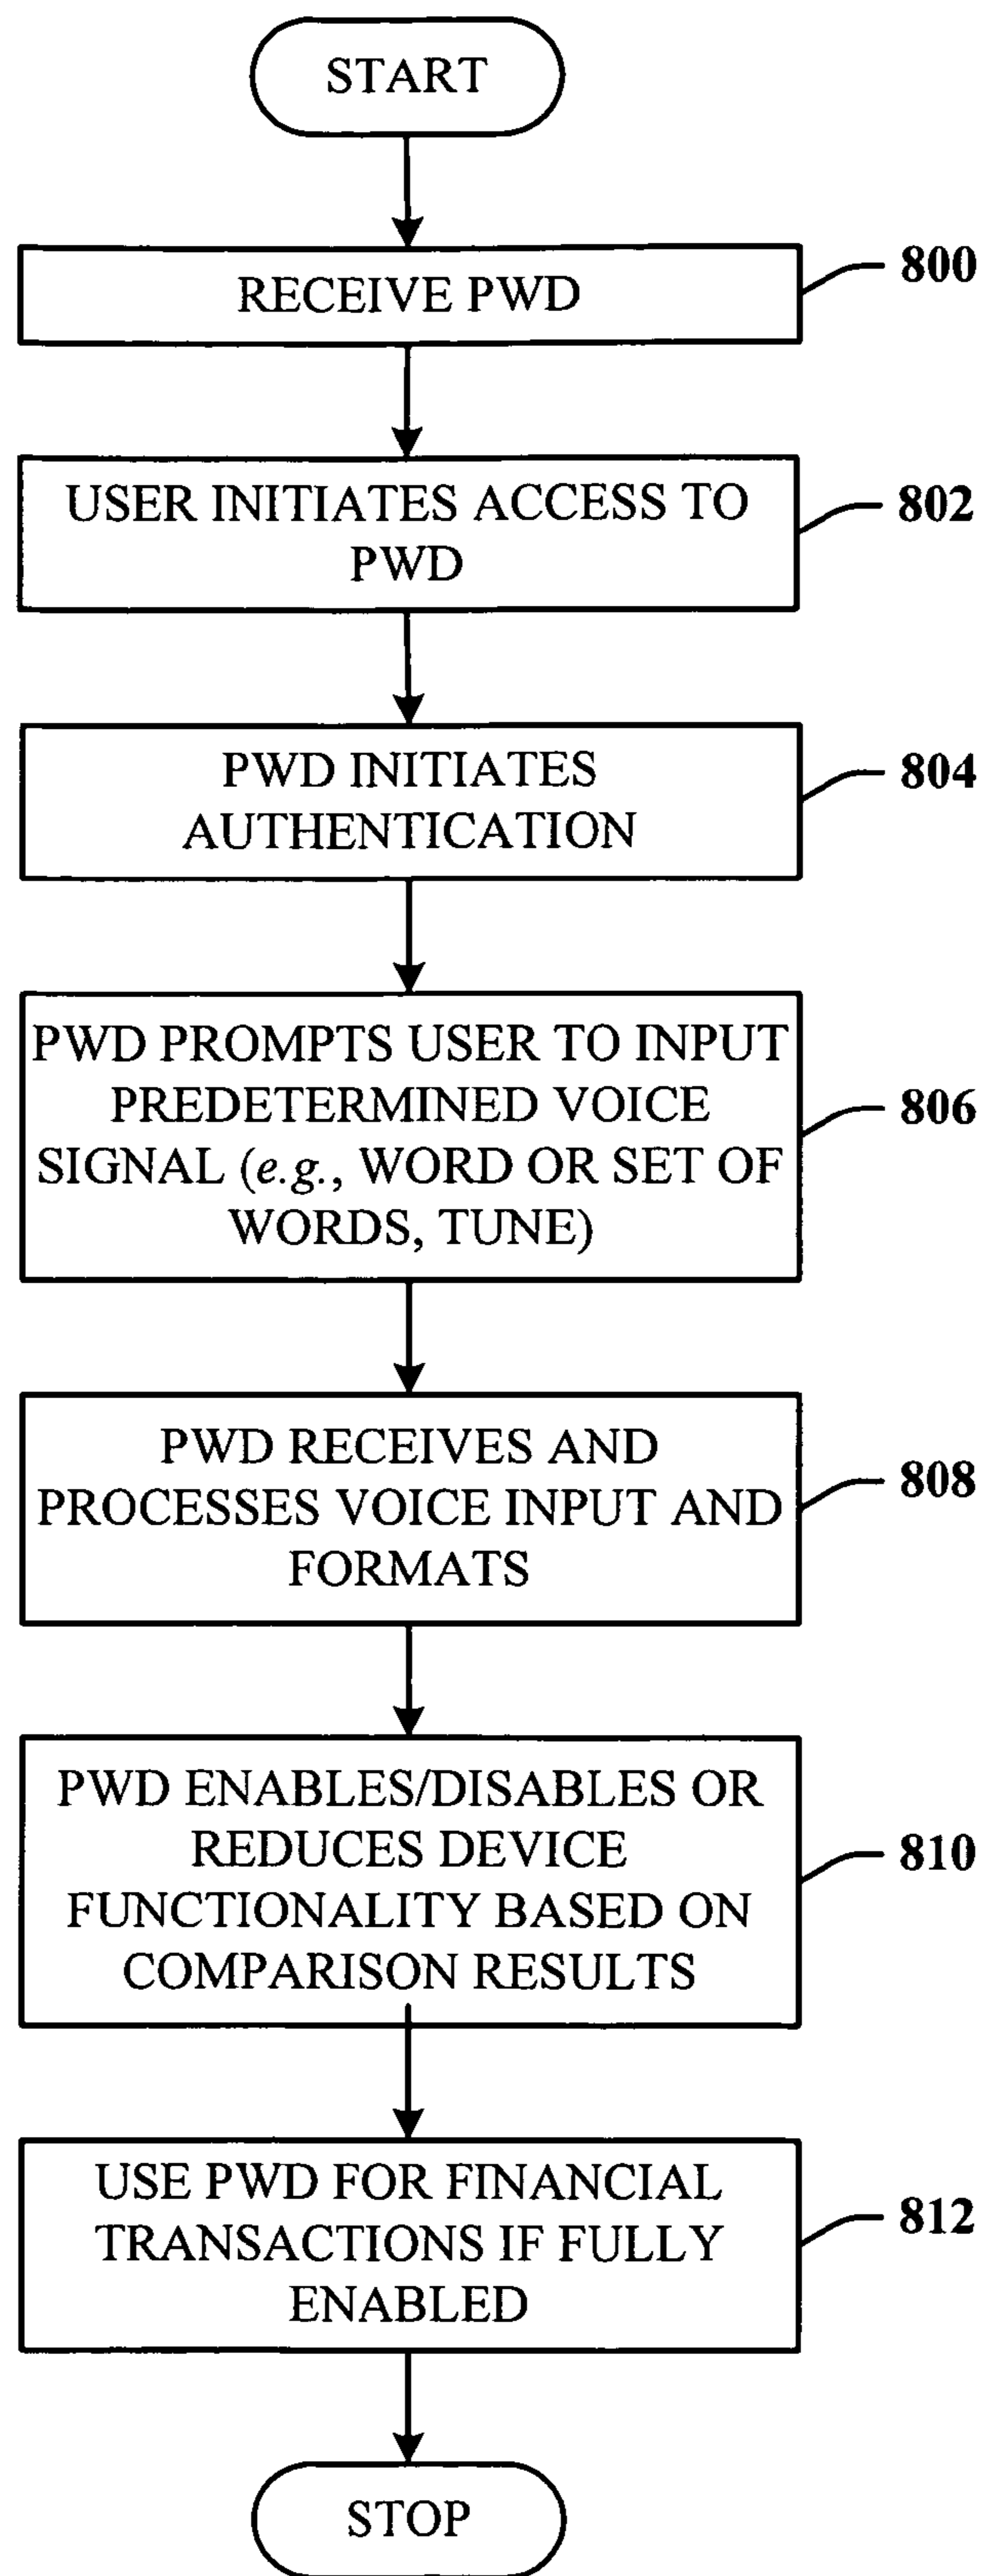 START
RECEIVE PWD
800
USER INITIATES ACCESS TO
PWD
802
PWD INITIATES
AUTHENTICATION
804
PWD PROMPTS USER TO INPUT
PREDETERMINED VOICE
SIGNAL (e.g., WORD OR SET OF
WORDS, TUNE)
806
PWD RECEIVES AND
PROCESSES VOICE INPUT AND
FORMATS
808
PWD ENABLES/DISABLES OR
REDUCES DEVICE
FUNCTIONALITY BASED ON
COMPARISON RESULTS
810
USE PWD FOR FINANCIAL
TRANSACTIONS IF FULLY
ENABLED
812
STOP